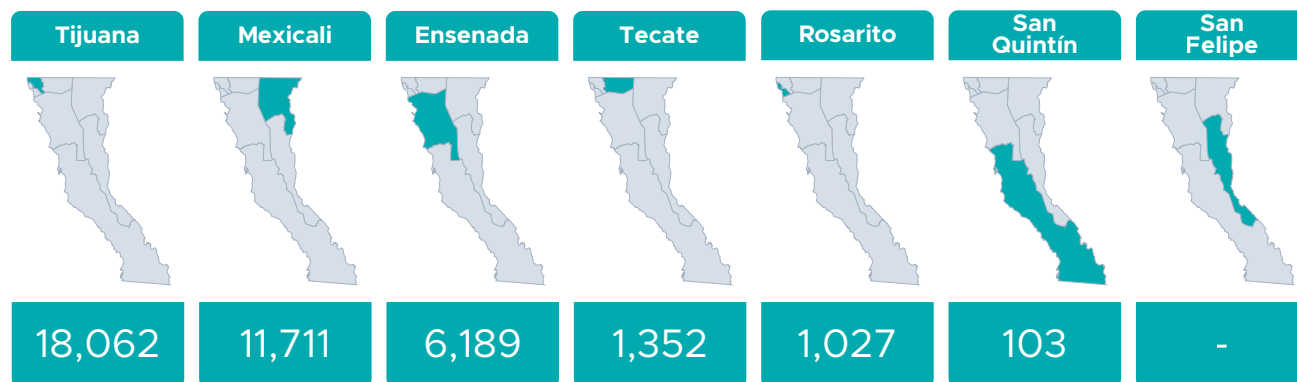 Tijuana
Mexicali
Ensenada
Tecate
Rosarito
San
Quintín
San
Felipe
18,062
11,711
6,189
1,352
1,027
103
-